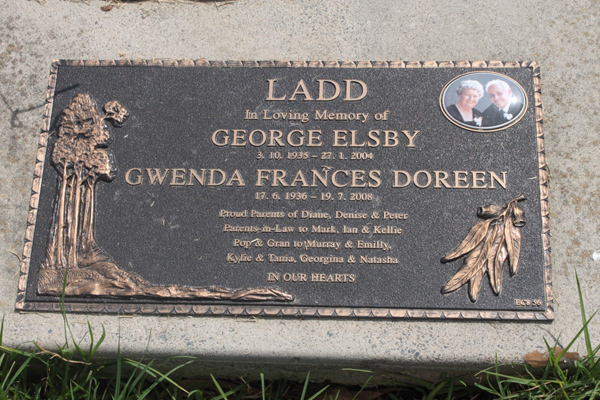 LADD
In Loving Memory of
GEORGE ELSBY
3. 10. 1935 - 27. 1. 2004
GWENDA FRANCES DOREEN
17. 6. 1936 - 19. 7. 2008
Proud Parents of Diane, Denise & Peter
Parents-in-Law to Mark, Ian & Kellie
Pop & Gran to Murray & Emilly,
Kylie & Tania, Georgina & Natasha
IN OUR HEARTS